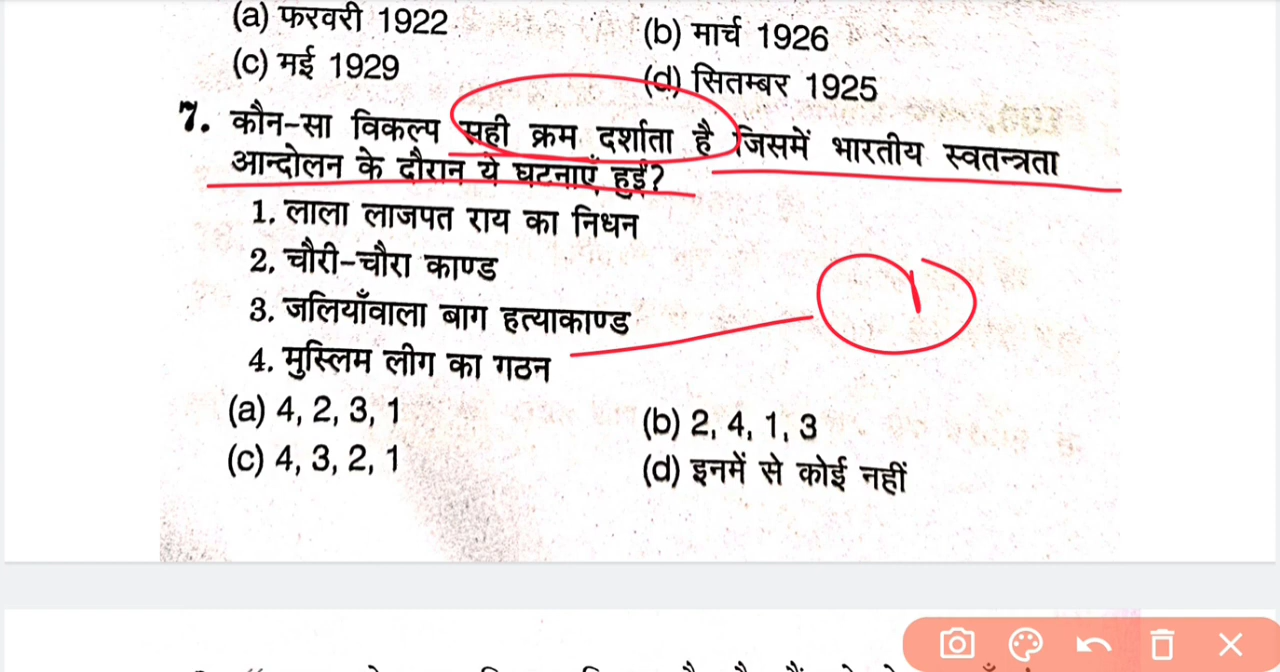 (a) फरवरी 1922
(b) मार्च 1926
(c) मई 1929
(d) सितम्बर 1925
7. कौन-सा विकल्प सही क्रम दर्शाता है जिसमें भारतीय स्वतन्त्रता
आन्दोलन के दौरान ये घटनाएँ हुईं?
1. लाला लाजपत राय का निधन
2. चौरी-चौरा काण्ड
3. जलियाँवाला बाग हत्याकाण्ड
4. मुस्लिम लीग का गठन
(a) 4, 2, 3, 1
(b) 2, 4, 1, 3
(c) 4, 3, 2, 1
(d) इनमें से कोई नहीं